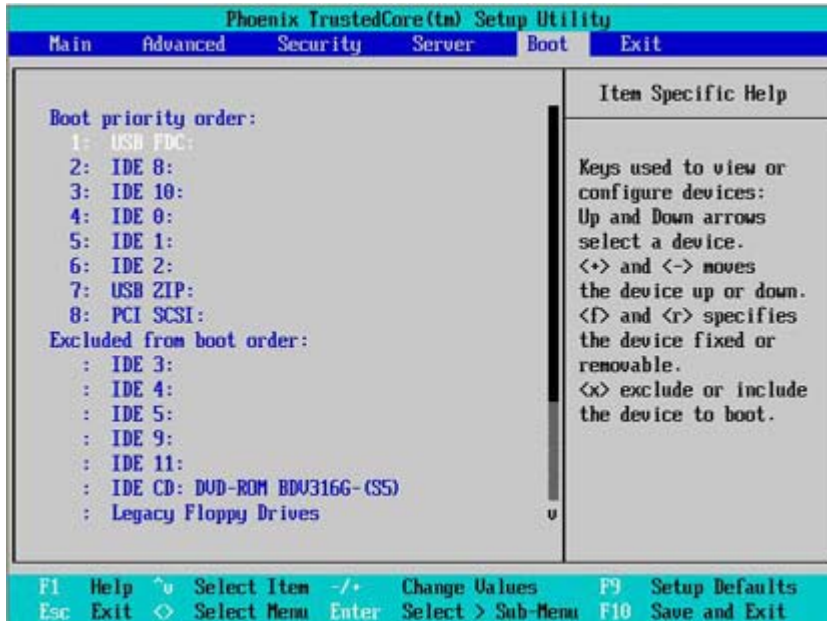 Phoenix TrustedCore(tm) Setup Utility
Main Advanced Security Server Boot Exit
Item Specific Help
Boot priority order:
1: USB FDC:
2: IDE 8:
3: IDE 10:
4: IDE 0:
5: IDE 1:
6: IDE 2:
7: USB ZIP:
8: PCI SCSI:
Excluded from boot order:
: IDE 3:
: IDE 4:
: IDE 5:
: IDE 9:
: IDE 11:
: IDE CD: DVD-ROM BDV316G-(S5)
: Legacy Floppy Drives
v
Keys used to view or
configure devices:
Up and Down arrows
select a device.
<+> and <-> moves
the device up or down.
<f> and <r> specifies
the device fixed or
removable.
<x> exclude or include
the device to boot.
F1 Help ^v Select Item -/+ Change Values F9 Setup Defaults
Esc Exit <> Select Menu Enter Select > Sub-Menu F10 Save and Exit